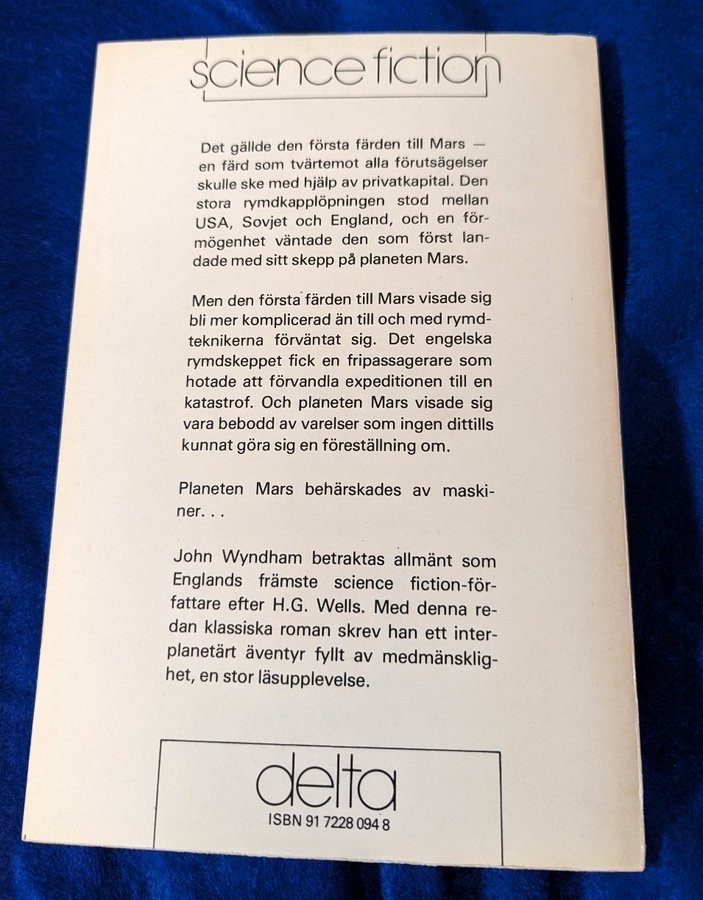 science fiction
Det gällde den första färden till Mars —
en färd som tvärtemot alla förutsägelser
skulle ske med hjälp av privatkapital. Den
stora rymdkapplöpningen stod mellan
USA, Sovjet och England, och en för-
mögenhet väntade den som först lan-
dade med sitt skepp på planeten Mars.
Men den första färden till Mars visade sig
bli mer komplicerad än till och med rymd-
teknikerna förväntat sig. Det engelska
rymdskeppet fick en fripassagerare som
hotade att förvandla expeditionen till en
katastrof. Och planeten Mars visade sig
vara bebodd av varelser som ingen dittills
kunnat göra sig en föreställning om.
Planeten Mars behärskades av maski-
ner. . .
John Wyndham betraktas allmänt som
Englands främste science fiction-för-
fattare efter H.G. Wells. Med denna re-
dan klassiska roman skrev han ett inter-
planetärt äventyr fyllt av medmänsklig-
het, en stor läsupplevelse.
delta
ISBN 91 7228 094 8